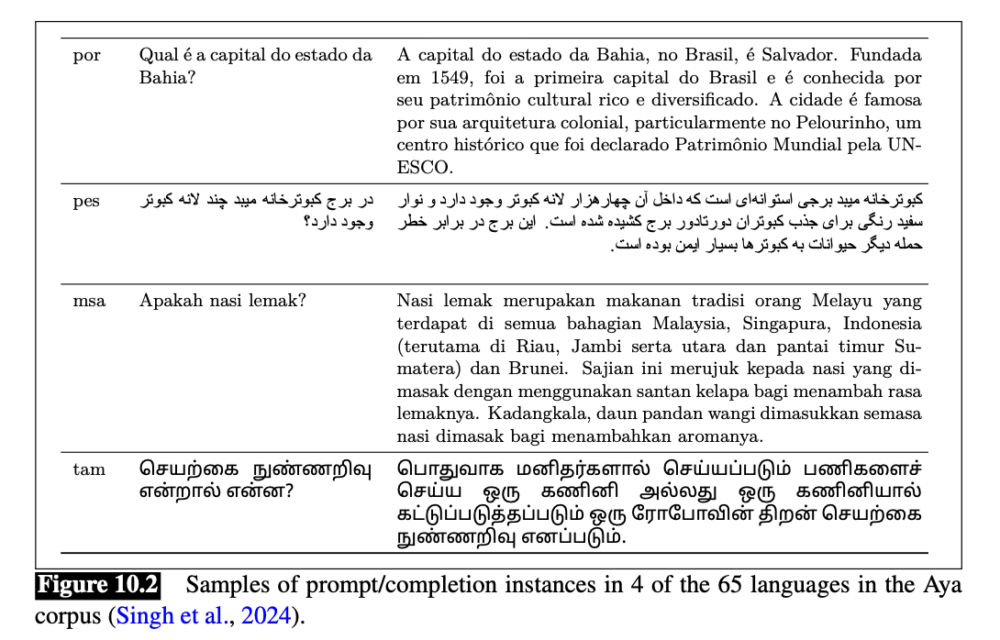 por
Qual é a capital do estado da
Bahia?
A capital do estado da Bahia, no Brasil, é Salvador. Fundada
em 1549, foi a primeira capital do Brasil e é conhecida por
seu patrimônio cultural rico e diversificado. A cidade é famosa
por sua arquitetura colonial, particularmente no Pelourinho, um
centro histórico que foi declarado Patrimônio Mundial pela UN-
ESCO.
pes
در برج کبوترخانه میبد چند لانه کبوتر
وجود دارد؟
کبوترخانه میبد برجی استوانه‌ای است که داخل آن چهارهزار لانه کبوتر وجود دارد و نوار
سفید رنگی برای جذب کبوتران دورتادور برج کشیده شده است. این برج در برابر خطر
حمله دیگر حیوانات به کبوترها بسیار ایمن بوده است.
msa
Apakah nasi lemak?
Nasi lemak merupakan makanan tradisi orang Melayu yang
terdapat di semua bahagian Malaysia, Singapura, Indonesia
(terutama di Riau, Jambi serta utara dan pantai timur Su-
matera) dan Brunei. Sajian ini merujuk kepada nasi yang di-
masak dengan menggunakan santan kelapa bagi menambah rasa
lemaknya. Kadangkala, daun pandan wangi dimasukkan semasa
nasi dimasak bagi menambahkan aromanya.
tam
செயற்கை நுண்ணறிவு
என்றால் என்ன?
பொதுவாக மனிதர்களால் செய்யப்படும் பணிகளைச்
செய்ய ஒரு கணினி அல்லது ஒரு கணினியால்
கட்டுப்படுத்தப்படும் ஒரு ரோபோவின் திறன் செயற்கை
நுண்ணறிவு எனப்படும்.
Figure 10.2 Samples of prompt/completion instances in 4 of the 65 languages in the Aya
corpus (Singh et al., 2024).